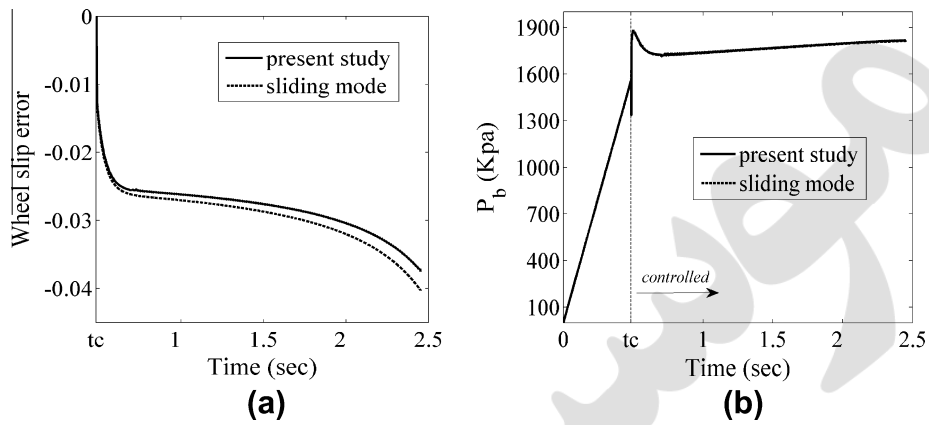 0
-0.01
-0.02
-0.03
-0.04
Wheel slip error
present study
sliding mode
tc 1 1.5 2 2.5
Time (sec)
(a)
1900
1600
1300
1000
700
400
100
P_b (Kpa)
present study
sliding mode
controlled
0 tc 1 1.5 2 2.5
Time (sec)
(b)